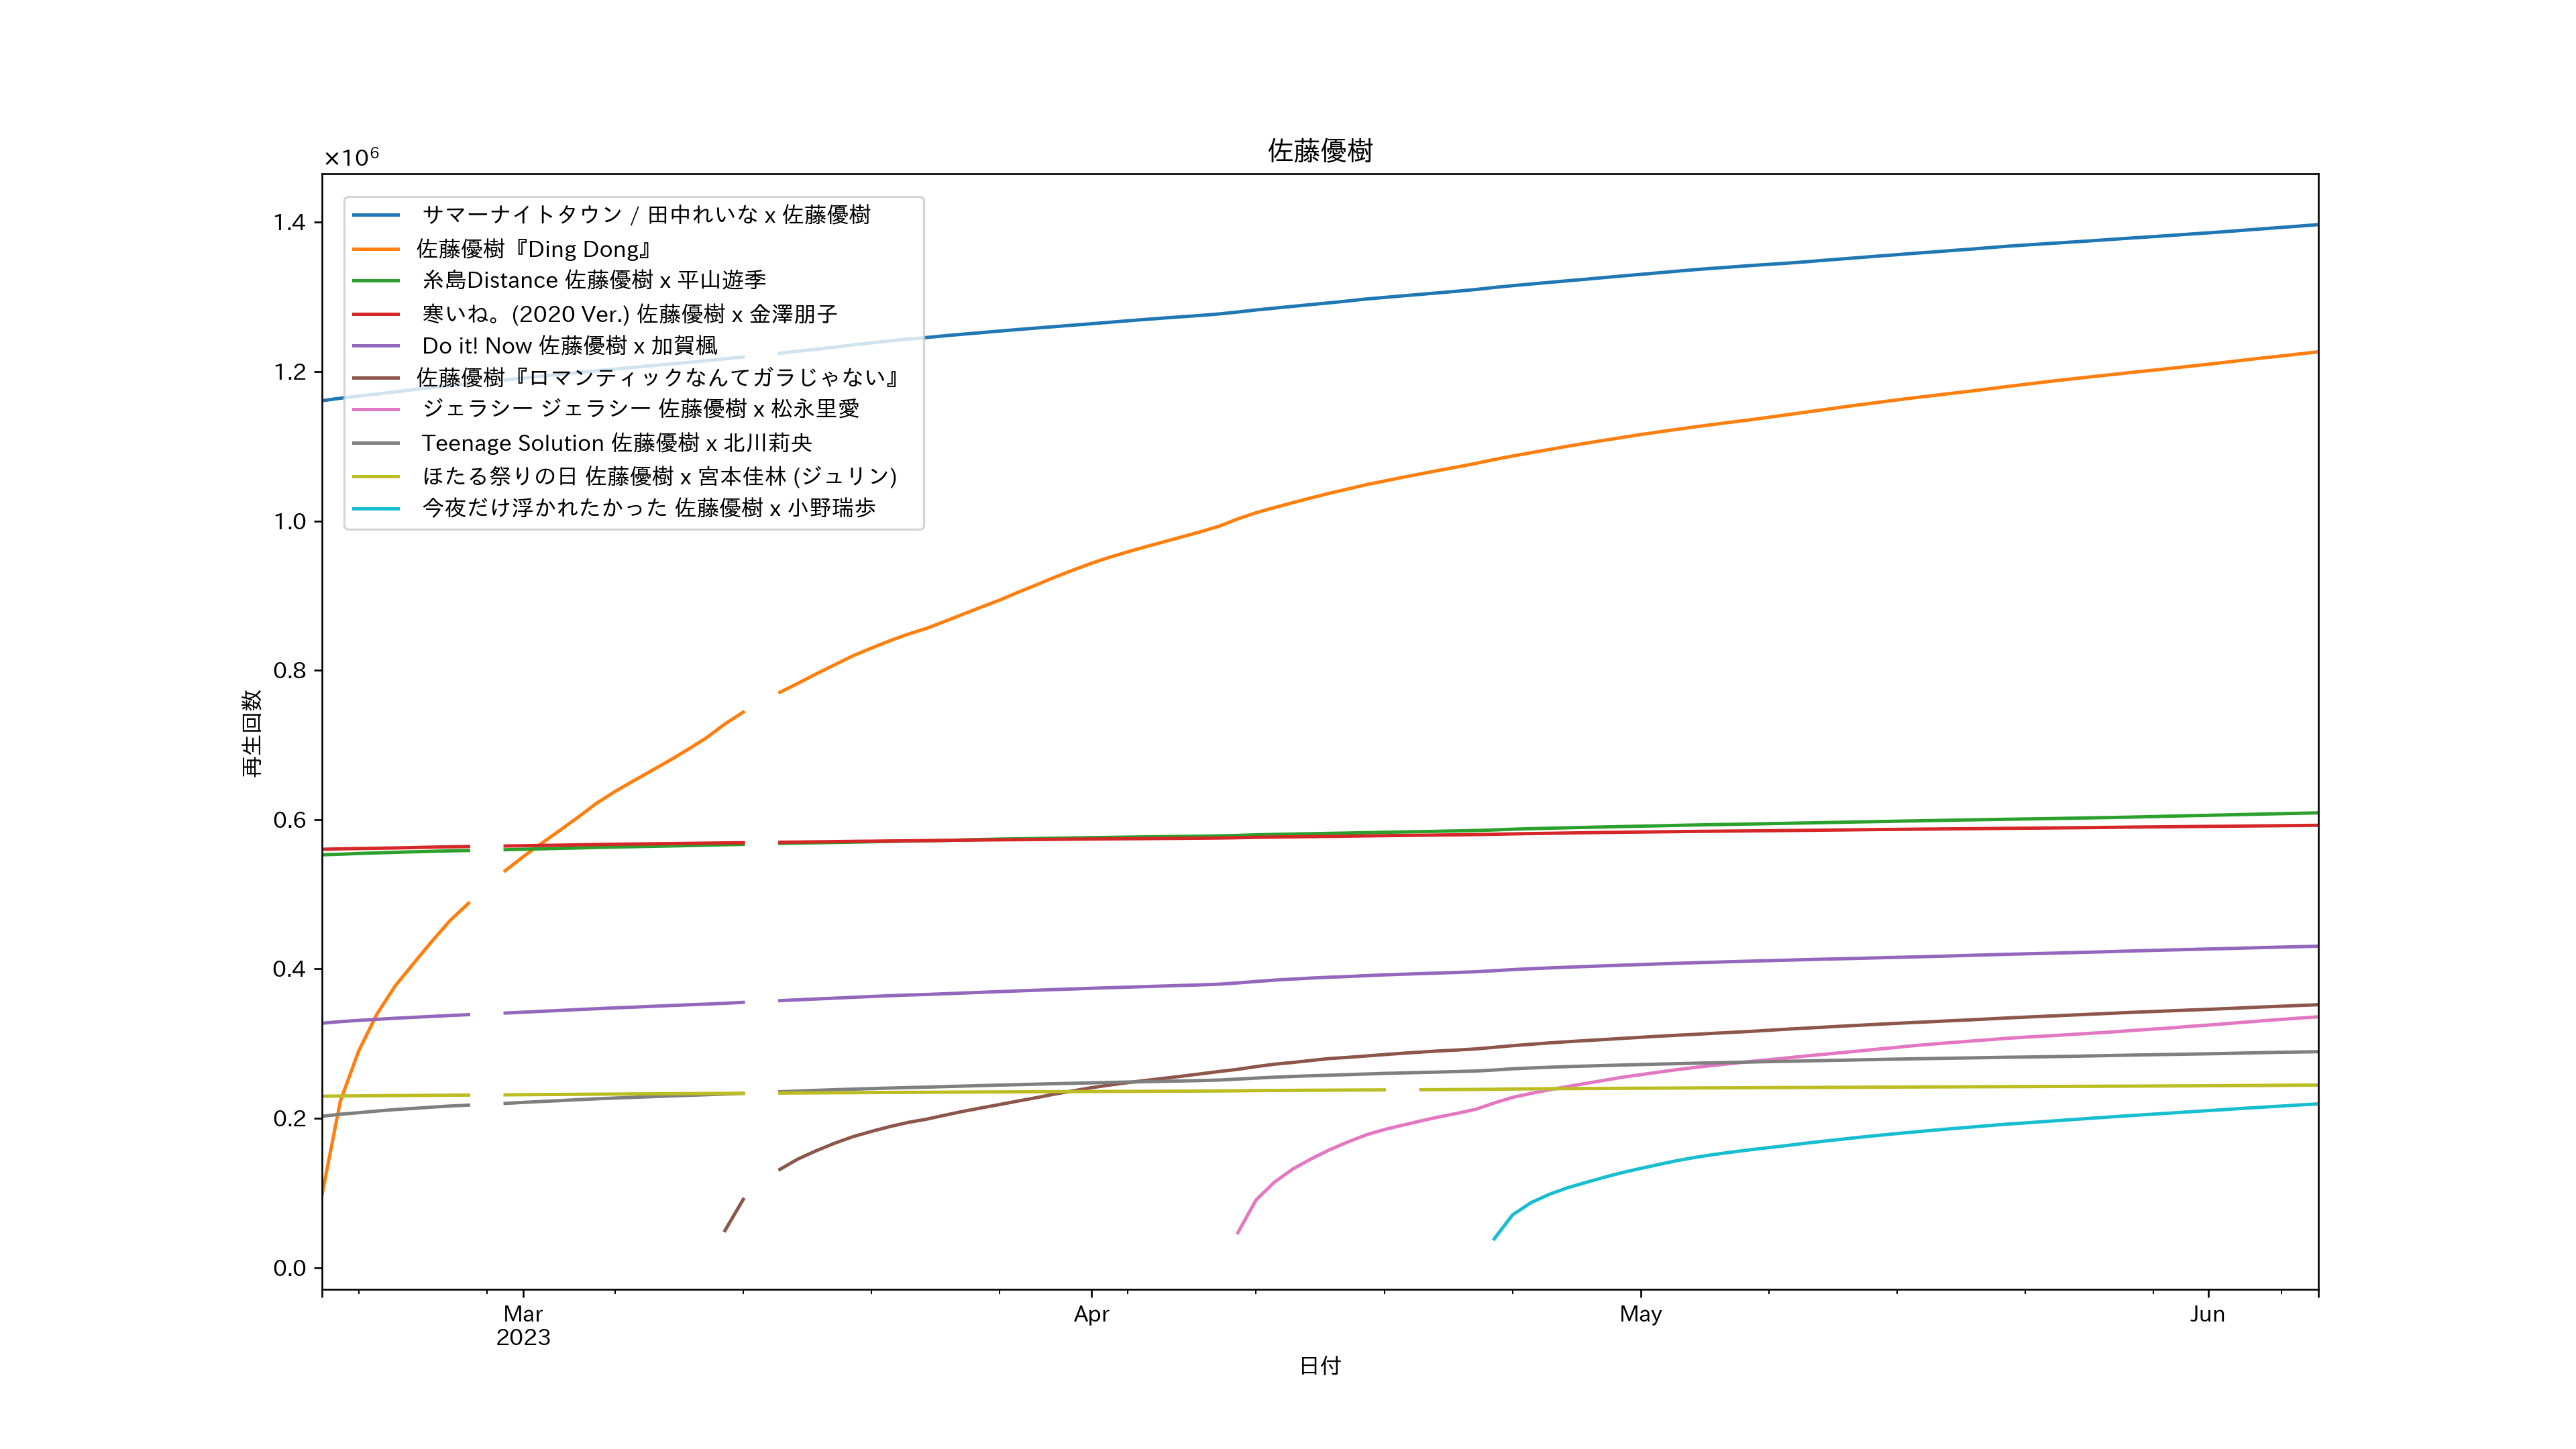 佐藤優樹
×10⁶
1.4
1.2
1.0
0.8
0.6
0.4
0.2
0.0
再生回数
サマーナイトタウン / 田中れいな x 佐藤優樹
佐藤優樹『Ding Dong』
糸島Distance 佐藤優樹 x 平山遊季
寒いね。(2020 Ver.) 佐藤優樹 x 金澤朋子
Do it! Now 佐藤優樹 x 加賀楓
佐藤優樹『ロマンティックなんてガラじゃない』
ジェラシー ジェラシー 佐藤優樹 x 松永里愛
Teenage Solution 佐藤優樹 x 北川莉央
ほたる祭りの日 佐藤優樹 x 宮本佳林 (ジュリン)
今夜だけ浮かれたかった 佐藤優樹 x 小野瑞歩
Mar Apr May Jun
2023
日付